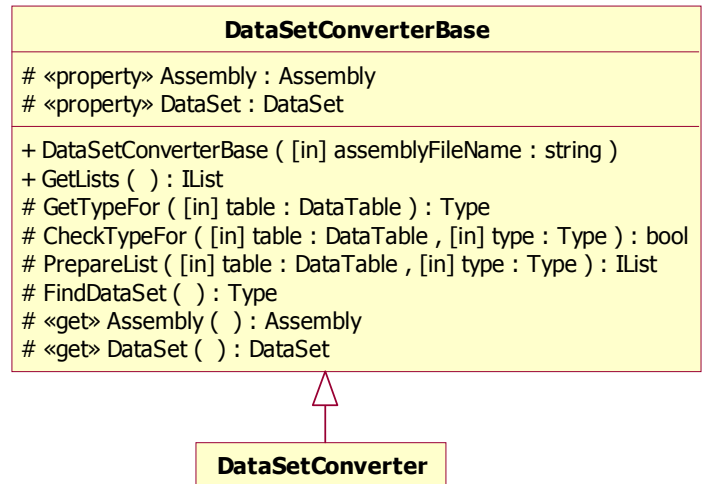 DataSetConverterBase
# «property» Assembly : Assembly
# «property» DataSet : DataSet
+ DataSetConverterBase ( [in] assemblyFileName : string )
+ GetLists ( ) : IList
# GetTypeFor ( [in] table : DataTable ) : Type
# CheckTypeFor ( [in] table : DataTable , [in] type : Type ) : bool
# PrepareList ( [in] table : DataTable , [in] type : Type ) : IList
# FindDataSet ( ) : Type
# «get» Assembly ( ) : Assembly
# «get» DataSet ( ) : DataSet
DataSetConverter